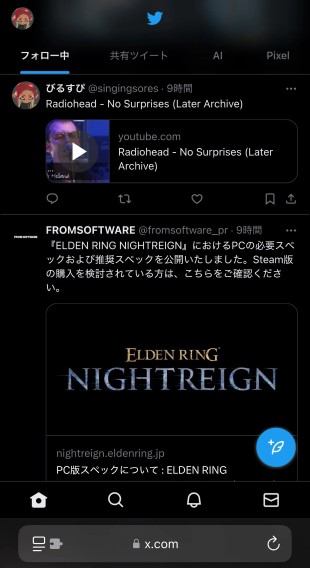 フォロー中 共有ツイート AI Pixel
びるすぴ @singingsores · 9時間
Radiohead - No Surprises (Later Archive)
youtube.com
Radiohead - No Surprises (Later
Archive)
FROMSOFTWARE @fromsoftware_pr · 9時間
『ELDEN RING NIGHTREIGN』におけるPCの必要スペ
ックおよび推奨スペックを公開いたしました。Steam版
の購入を検討されている方は、こちらをご確認くださ
い。
ELDEN RING
NIGHTREIGN
nightreign.eldenring.jp
PC版スペックについて : ELDEN RING
x.com